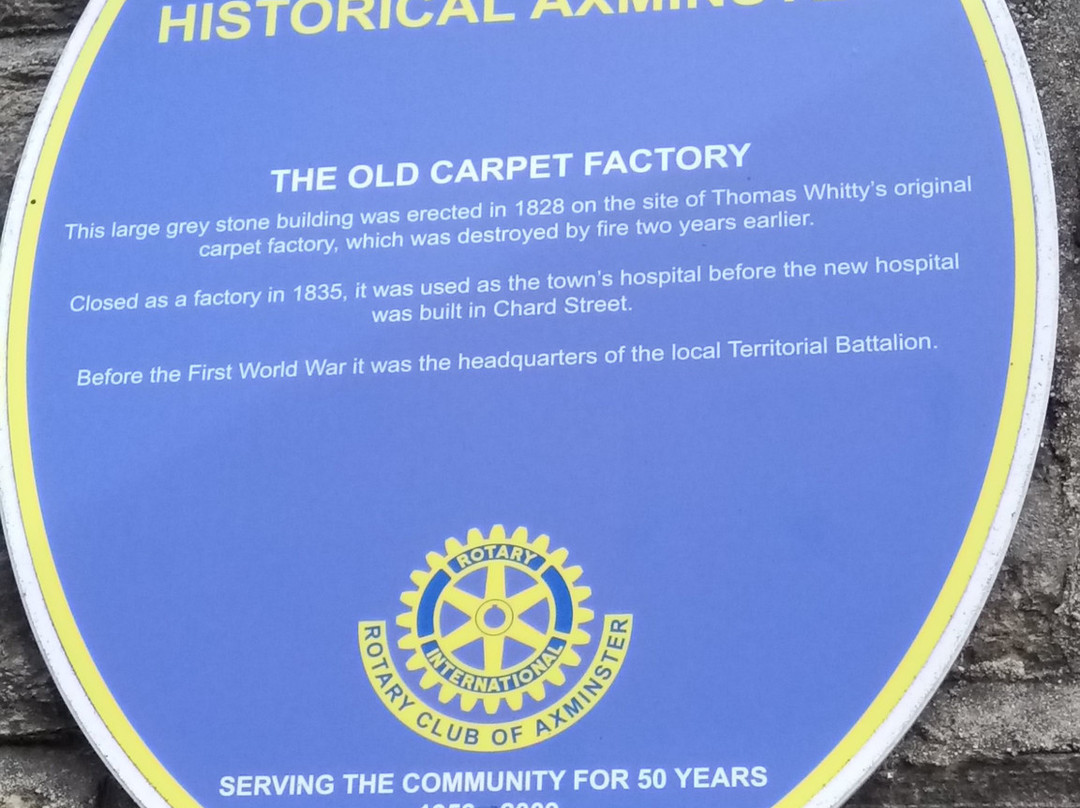 HISTORICAL AXMINSTE
THE OLD CARPET FACTORY
This large grey stone building was erected in 1828 on the site of Thomas Whitty's original
carpet factory, which was destroyed by fire two years earlier.
Closed as a factory in 1835, it was used as the town's hospital before the new hospital
was built in Chard Street.
Before the First World War it was the headquarters of the local Territorial Battalion.
ROTARY
INTERNATIONAL
ROTARY CLUB OF AXMINSTER
SERVING THE COMMUNITY FOR 50 YEARS